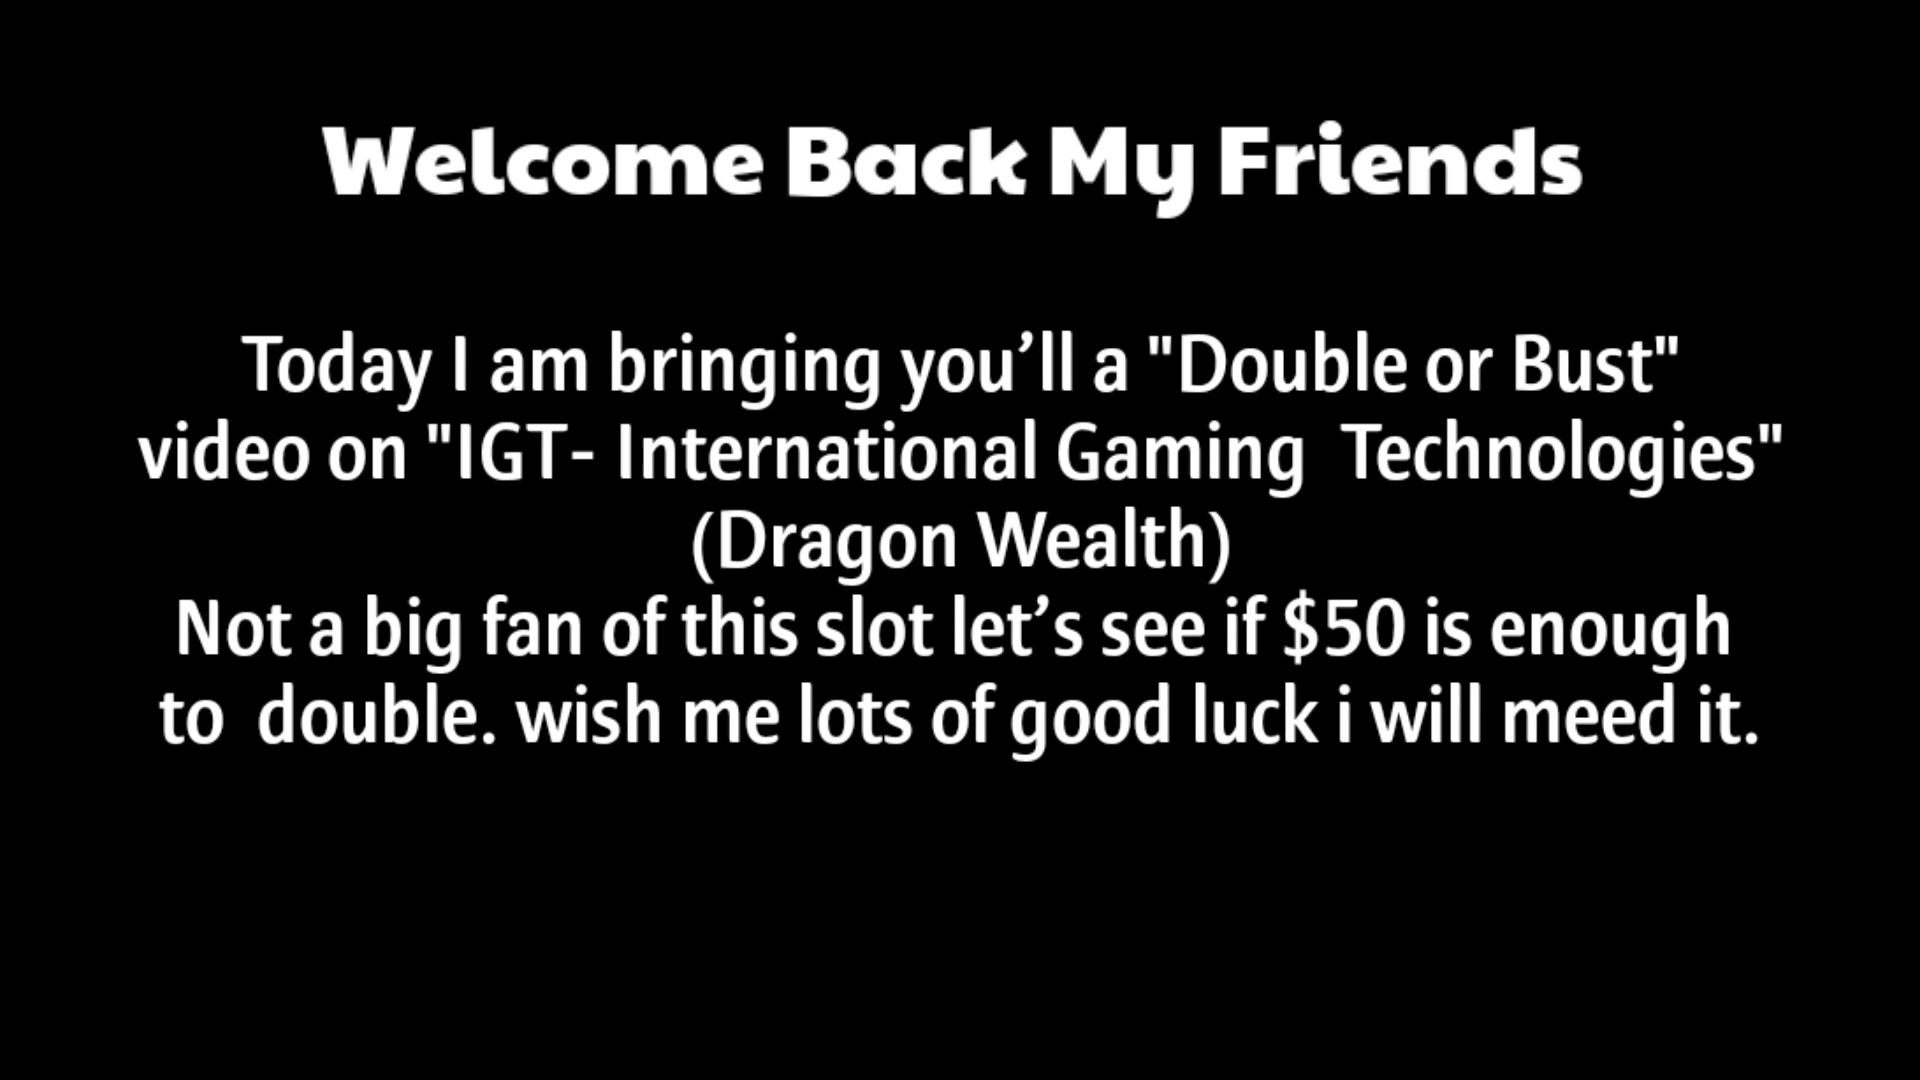 Welcome Back My Friends
Today I am bringing you’ll a "Double or Bust"
video on "IGT- International Gaming  Technologies"
(Dragon Wealth)
Not a big fan of this slot let’s see if $50 is enough
to  double. wish me lots of good luck i will meed it.